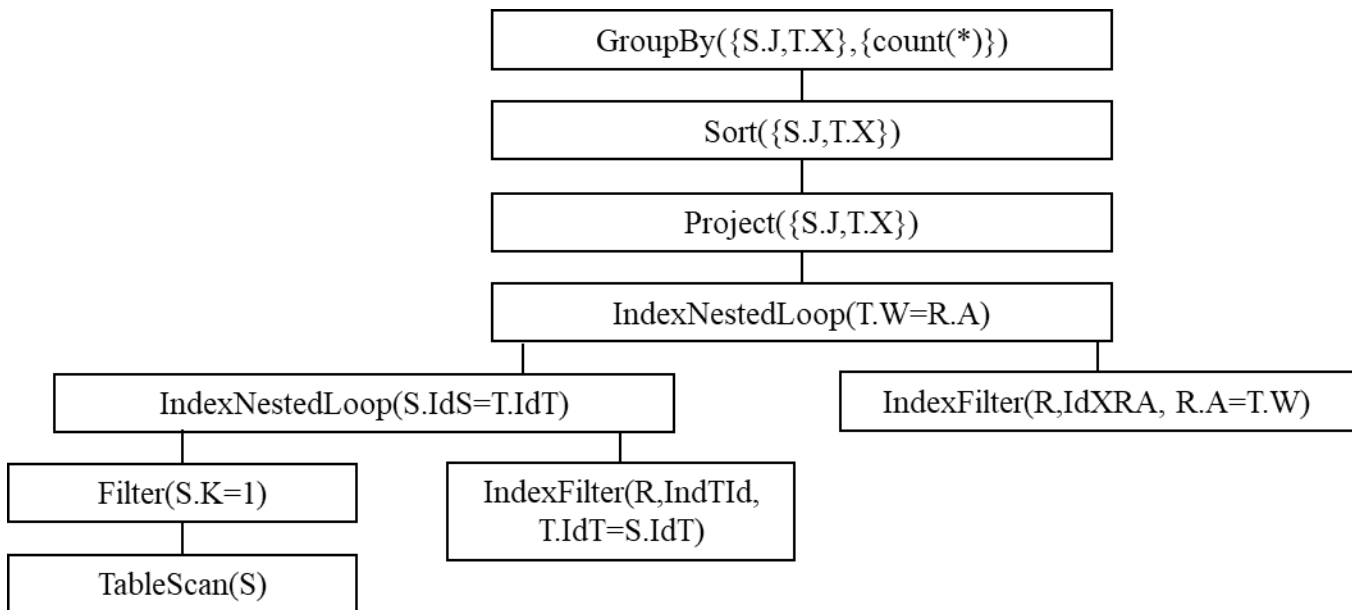 GroupBy({S.J,T.X},{count(*)})
Sort({S.J,T.X})
Project({S.J,T.X})
IndexNestedLoop(T.W=R.A)
IndexNestedLoop(S.IdS=T.IdT)
IndexFilter(R,IdXRA, R.A=T.W)
Filter(S.K=1)
IndexFilter(R,IndTId,
T.IdT=S.IdT)
TableScan(S)